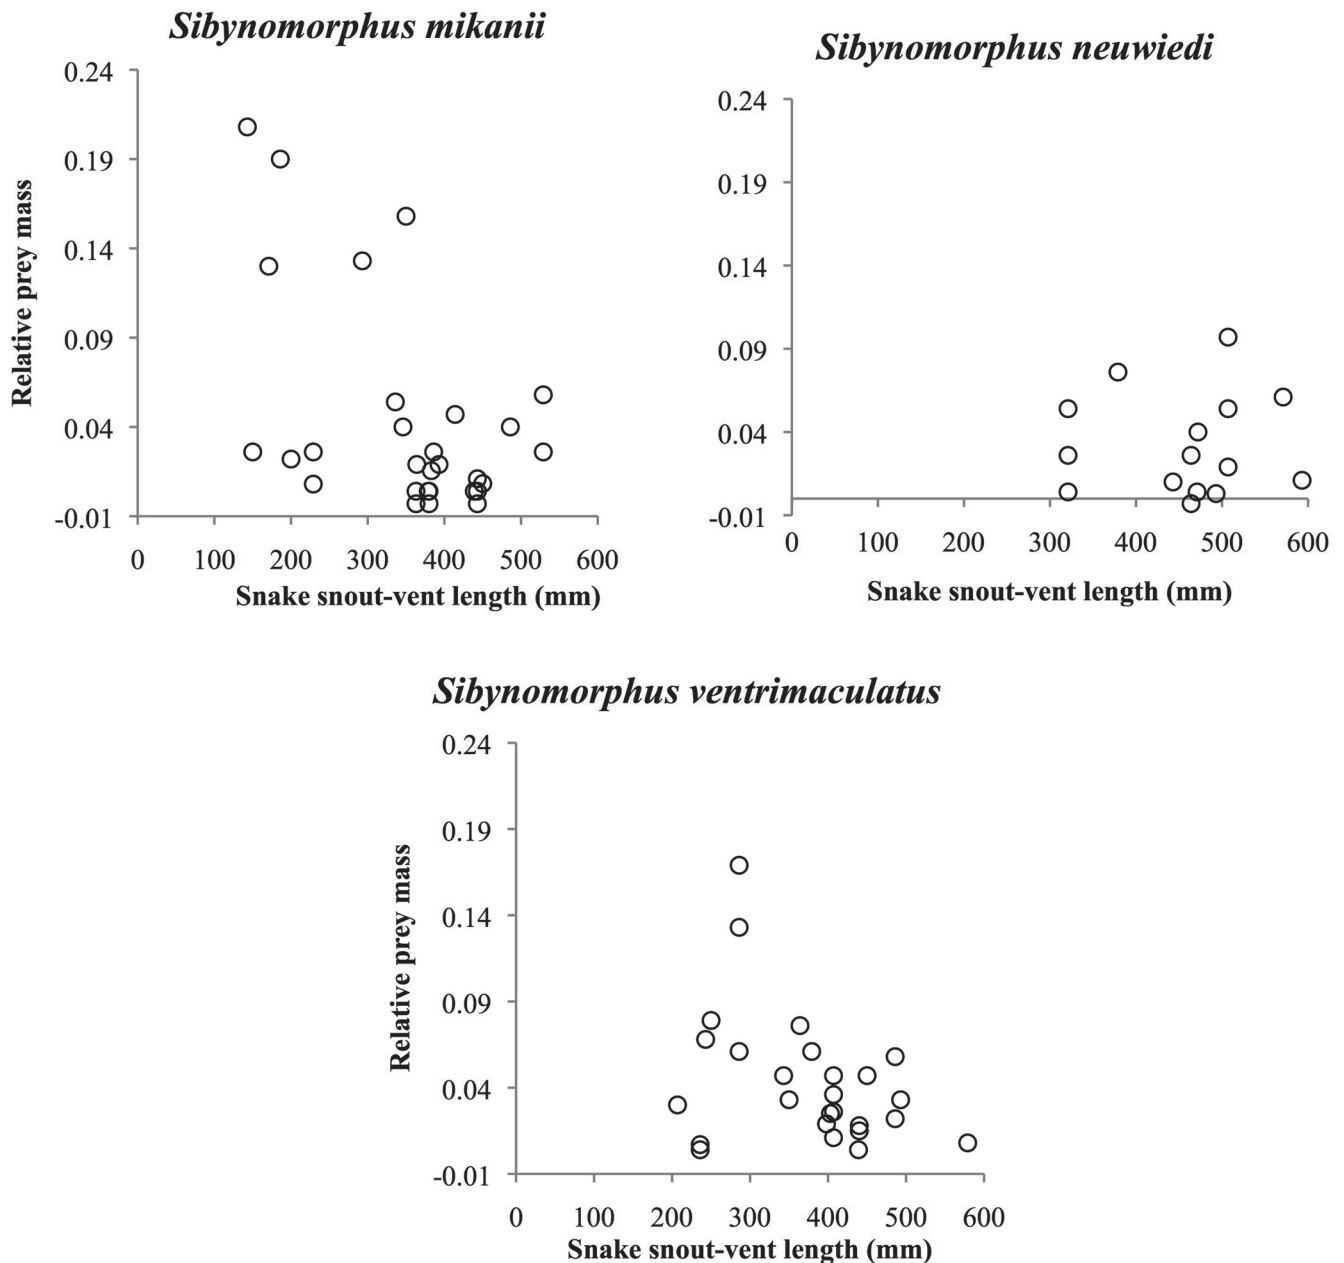 Sibynomorphus mikanii
0.24
0.19
0.14
0.09
0.04
-0.01
Relative prey mass
0 100 200 300 400 500 600
Snake snout-vent length (mm)
Sibynomorphus neuwiedi
0.24
0.19
0.14
0.09
0.04
-0.01
0 100 200 300 400 500 600
Snake snout-vent length (mm)
Sibynomorphus ventrimaculatus
0.24
0.19
0.14
0.09
0.04
-0.01
Relative prey mass
0 100 200 300 400 500 600
Snake snout-vent length (mm)